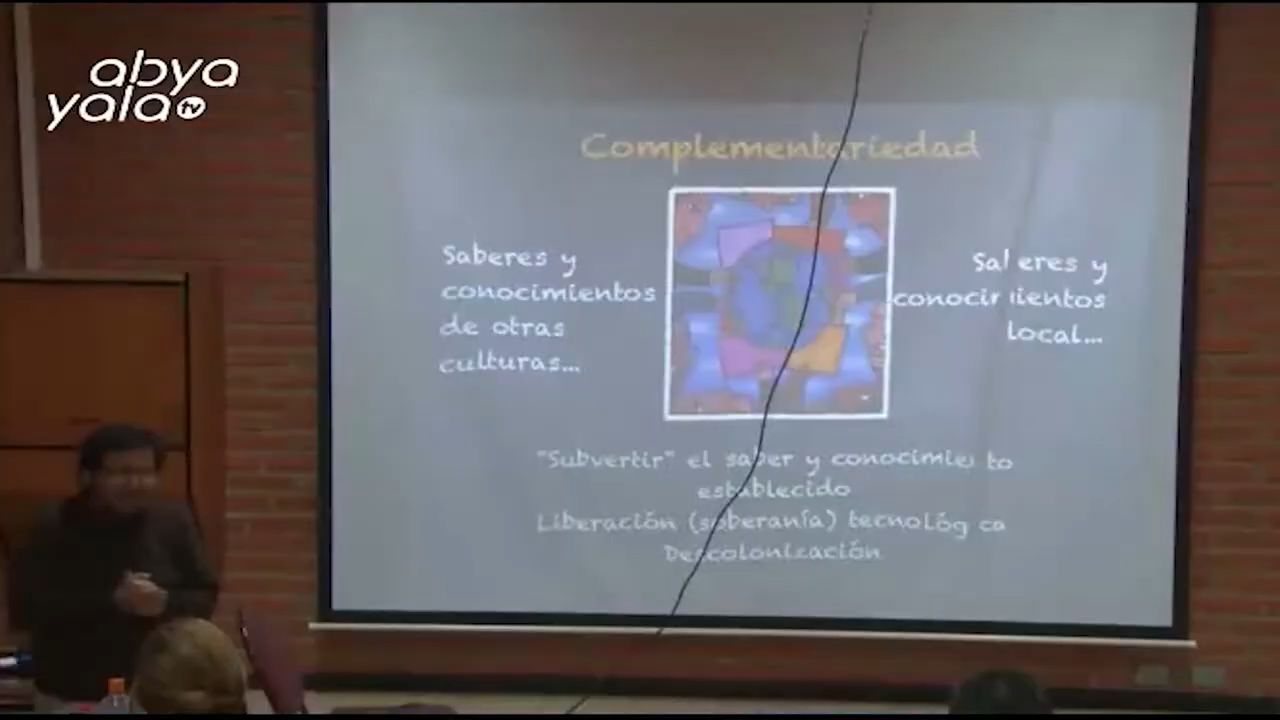 abya
yala TV
Complementariedad
Saberes y
conocimientos
de otras
culturas...
Saberes y
conocimientos
local...
"Subvertir" el saber y conocimiento
establecido
Liberación (soberanía) tecnológica
Descolonización